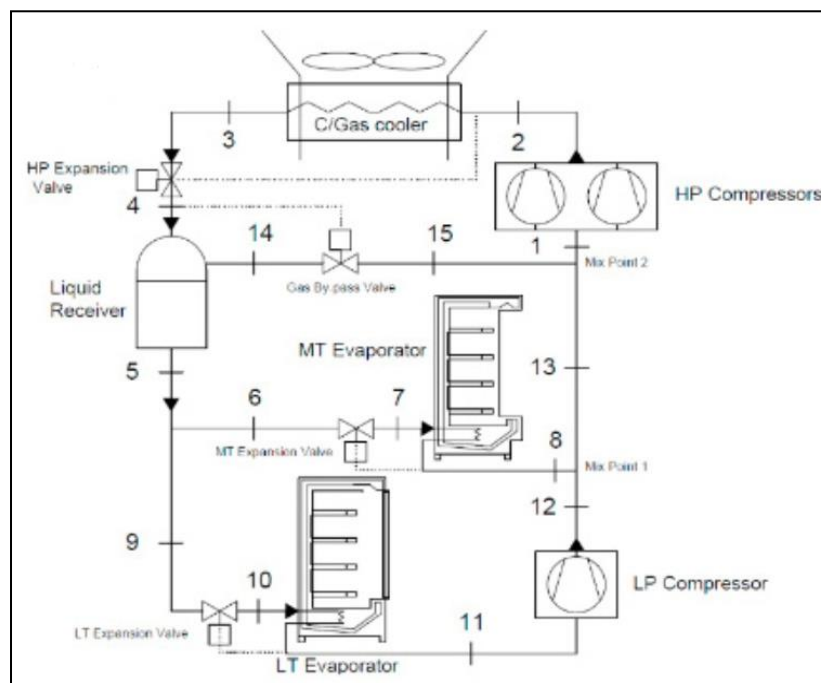 C/Gas cooler
3
2
HP Expansion
Valve
4
HP Compressors
1
14
15
Mix Point 2
Gas By.pass Valve
Liquid
Receiver
MT Evaporator
5
13
6
7
MT Expansion Valve
8
Mix Point 1
12
9
10
LP Compressor
LT Expansion Valve
11
LT Evaporator